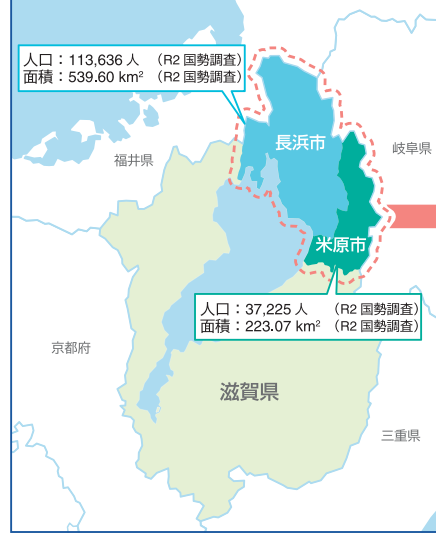 人口：113,636 人　（R2 国勢調査）
面積：539.60 km²　（R2 国勢調査）
長浜市
岐阜県
福井県
米原市
人口：37,225 人　（R2 国勢調査）
面積：223.07 km²　（R2 国勢調査）
京都府
滋賀県
三重県